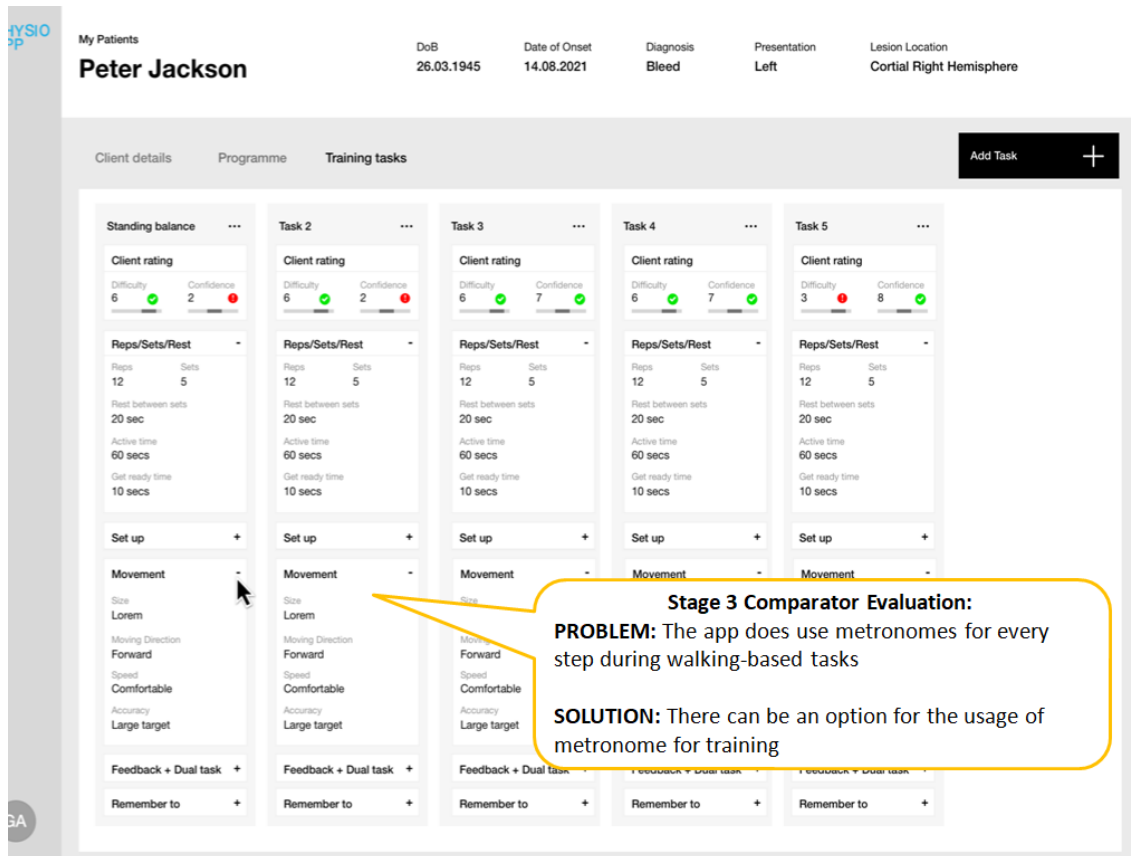 HYSIO
PP
My Patients
Peter Jackson
DoB
26.03.1945
Date of Onset
14.08.2021
Diagnosis
Bleed
Presentation
Left
Lesion Location
Cortial Right Hemisphere
Client details Programme Training tasks
Add Task +
Standing balance ...
Client rating
Difficulty Confidence
6 2
Reps/Sets/Rest -
Reps Sets
12 5
Rest between sets
20 sec
Active time
60 secs
Get ready time
10 secs
Set up +
Movement -
Size
Lorem
Moving Direction
Forward
Speed
Comfortable
Accuracy
Large target
Feedback + Dual task +
Remember to +
Task 2 ...
Client rating
Difficulty Confidence
6 2
Reps/Sets/Rest -
Reps Sets
12 5
Rest between sets
20 sec
Active time
60 secs
Get ready time
10 secs
Set up +
Movement -
Size
Lorem
Moving Direction
Forward
Speed
Comfortable
Accuracy
Large target
Feedback + Dual task +
Remember to +
Task 3 ...
Client rating
Difficulty Confidence
6 7
Reps/Sets/Rest -
Reps Sets
12 5
Rest between sets
20 sec
Active time
60 secs
Get ready time
10 secs
Set up +
Movement -
Size
Moving
Forward
Speed
Comfortable
Accuracy
Large target
Feedback + Dual task
Remember to +
Task 4 ...
Client rating
Difficulty Confidence
6 7
Reps/Sets/Rest -
Reps Sets
12 5
Rest between sets
20 sec
Active time
60 secs
Get ready time
10 secs
Set up +
Movement -
Feedback + Dual task +
Remember to +
Task 5 ...
Client rating
Difficulty Confidence
3 8
Reps/Sets/Rest -
Reps Sets
12 5
Rest between sets
20 sec
Active time
60 secs
Get ready time
10 secs
Set up +
Movement -
Feedback + Dual task +
Remember to +
Stage 3 Comparator Evaluation:
PROBLEM: The app does use metronomes for every
step during walking-based tasks
SOLUTION: There can be an option for the usage of
metronome for training
GA